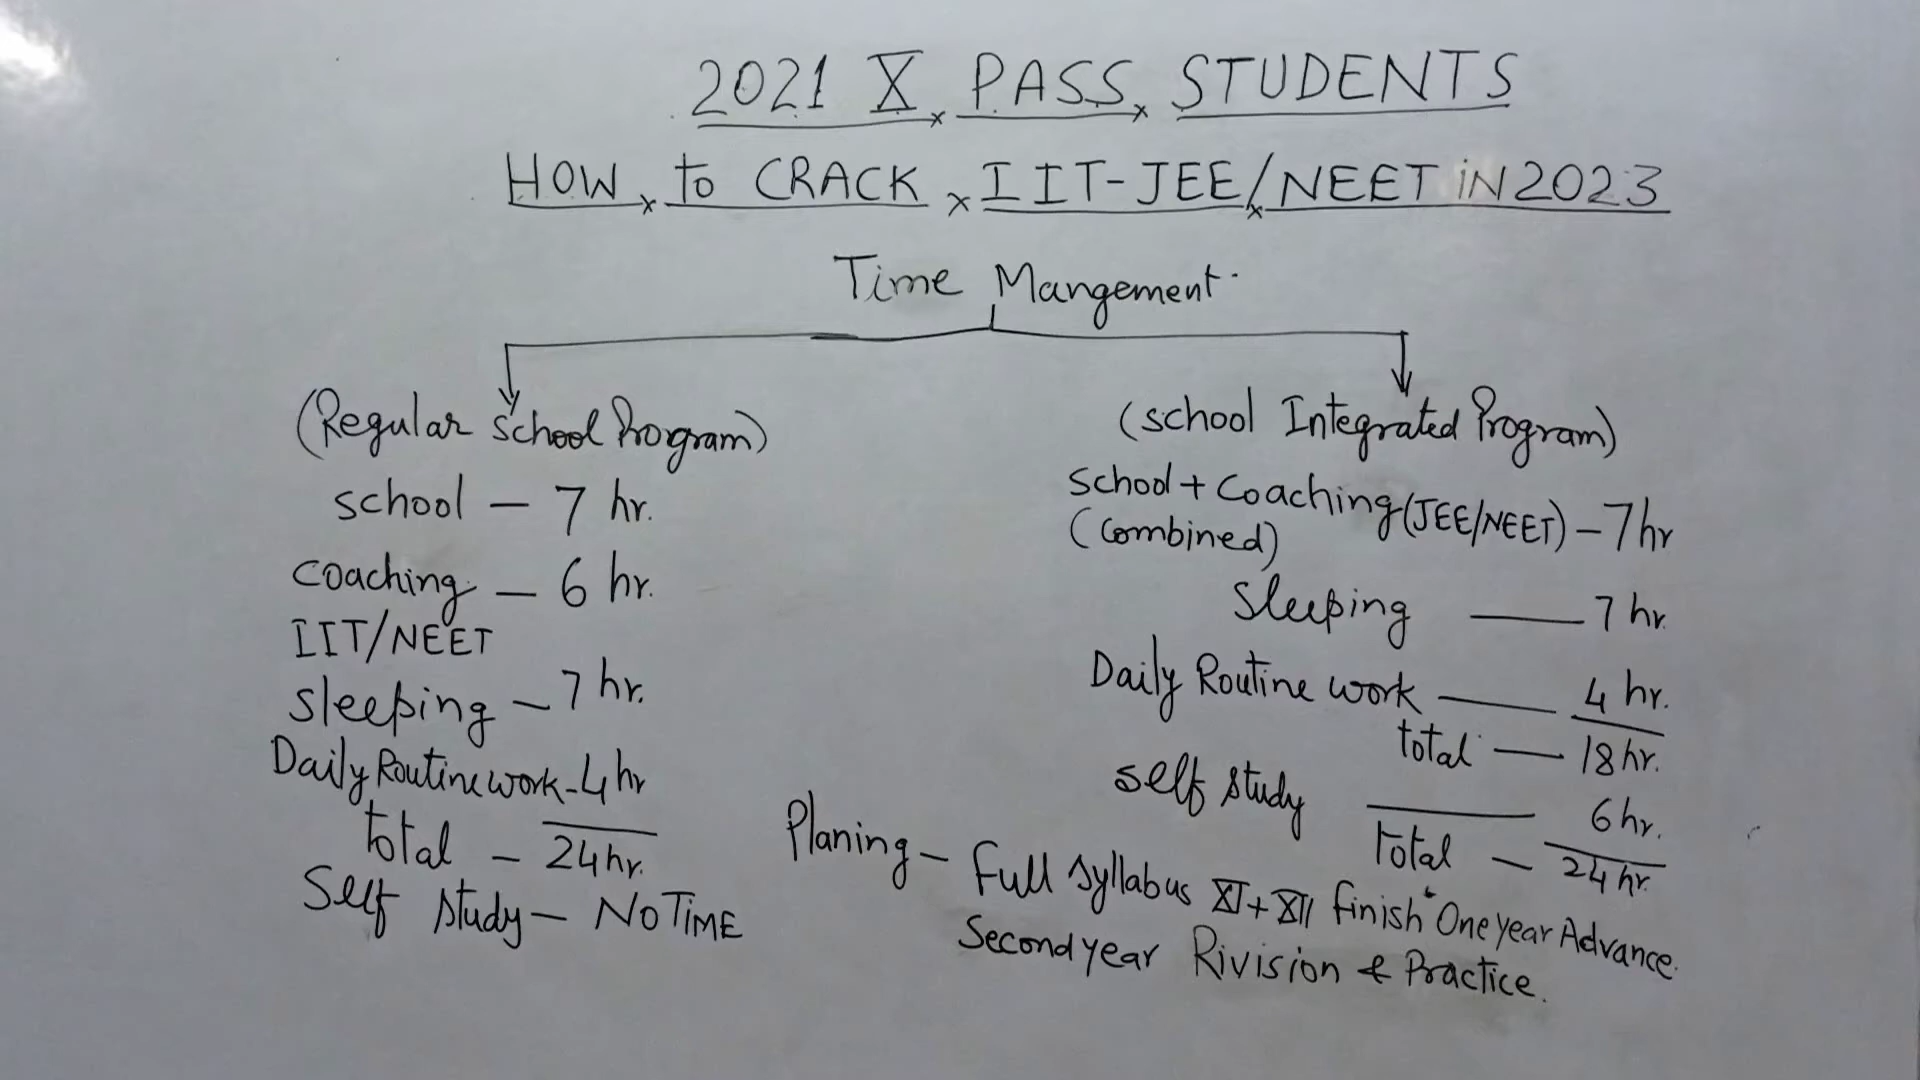 2021 X PASS STUDENTS
HOW to CRACK IIT-JEE/NEET iN 2023
Time Mangement
(Regular School Program)
school - 7 hr.
coaching - 6 hr.
IIT/NEET
sleeping - 7 hr.
Daily Routine work - 4 hr
total - 24 hr.
Self study - NO TIME
(school Integrated Program)
School + Coaching (JEE/NEET) - 7 hr
(Combined)
Sleeping - 7 hr.
Daily Routine work - 4 hr.
total - 18 hr.
self study - 6 hr.
total - 24 hr.
Planing - Full syllabus XI + XII finish One year Advance.
Second year Rivision & Practice.